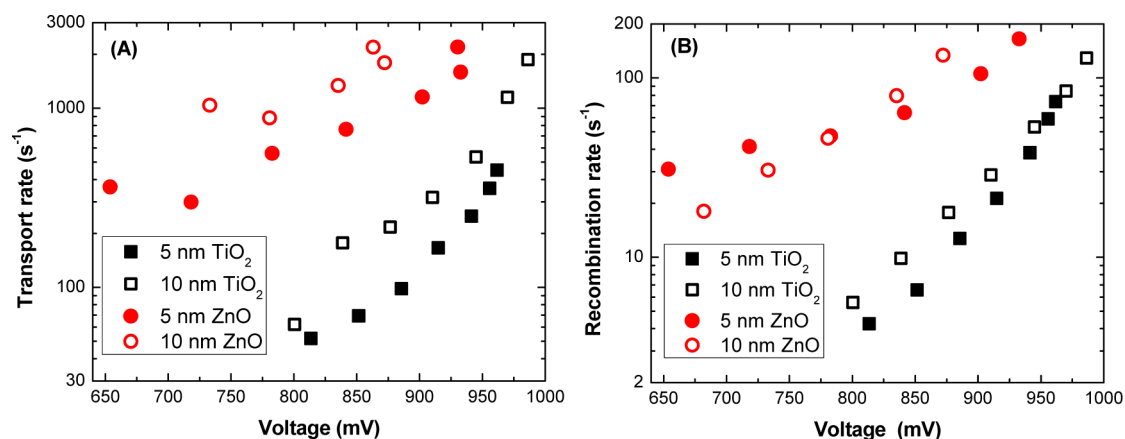 (A)
3000
1000
100
30
Transport rate (s⁻¹)
5 nm TiO₂
10 nm TiO₂
5 nm ZnO
10 nm ZnO
650 700 750 800 850 900 950 1000
Voltage (mV)
(B)
200
100
10
2
Recombination rate (s⁻¹)
5 nm TiO₂
10 nm TiO₂
5 nm ZnO
10 nm ZnO
650 700 750 800 850 900 950 1000
Voltage (mV)